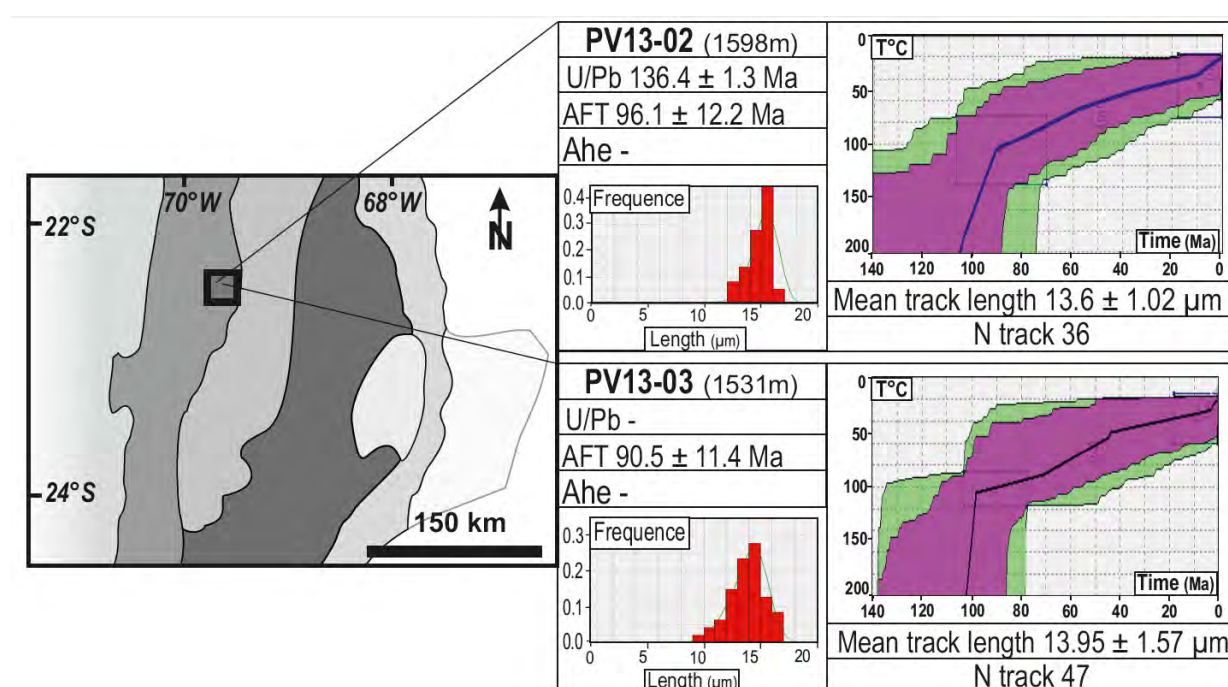 70°W
68°W
N
22°S
24°S
150 km
PV13-02 (1598m)
U/Pb 136.4 ± 1.3 Ma
AFT 96.1 ± 12.2 Ma
Ahe -
Frequence
0.4
0.3
0.2
0.1
0.0
0 5 10 15 20
Length (µm)
T°C
0
50
100
150
200
Time (Ma)
140 120 100 80 60 40 20 0
Mean track length 13.6 ± 1.02 µm
N track 36
PV13-03 (1531m)
U/Pb -
AFT 90.5 ± 11.4 Ma
Ahe -
Frequence
0.3
0.2
0.1
0.0
0 5 10 15 20
Length (µm)
T°C
0
50
100
150
200
Time (Ma)
140 120 100 80 60 40 20 0
Mean track length 13.95 ± 1.57 µm
N track 47